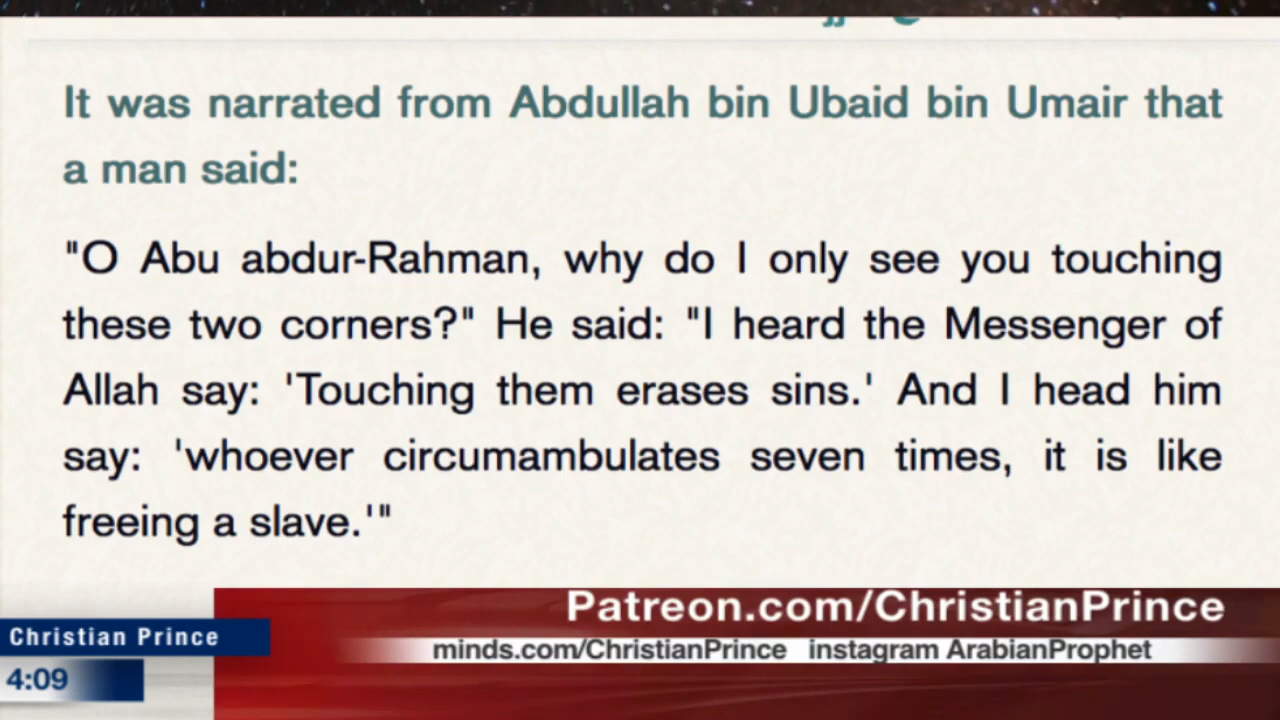 It was narrated from Abdullah bin Ubaid bin Umair that
a man said:
"O Abu abdur-Rahman, why do I only see you touching
these two corners?" He said: "I heard the Messenger of
Allah say: 'Touching them erases sins.' And I head him
say: 'whoever circumambulates seven times, it is like
freeing a slave.'"
Patreon.com/ChristianPrince
Christian Prince
minds.com/ChristianPrince instagram ArabianProphet
4:09